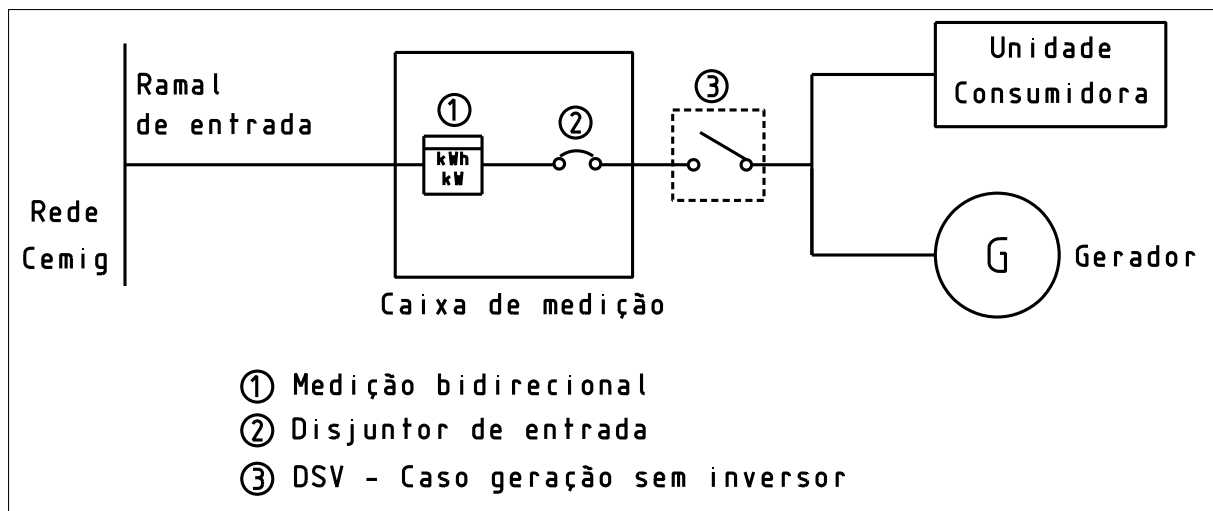 Ramal
de entrada
Rede
Cemig
①
kWh
kW
②
③
Caixa de medição
Unidade
Consumidora
G
Gerador
① Medição bidirecional
② Disjuntor de entrada
③ DSV - Caso geração sem inversor